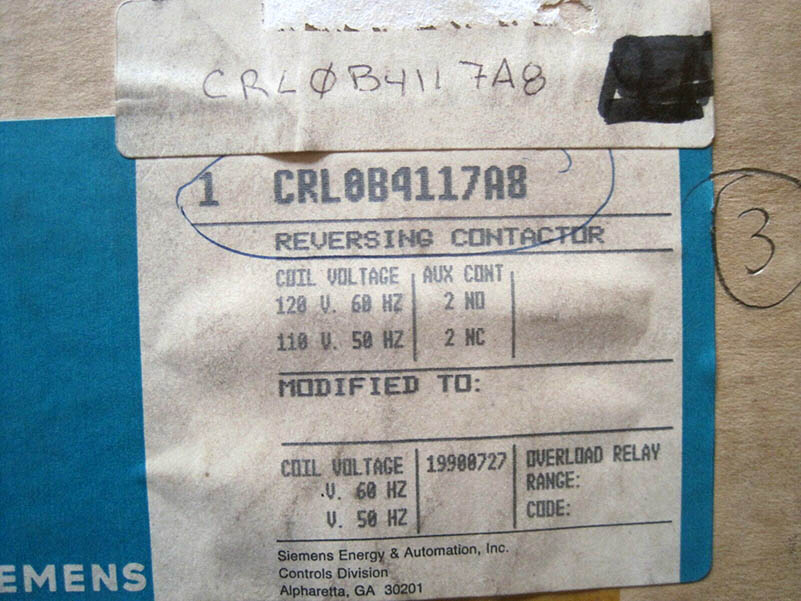 CRLØB4117A8
1 CRL0B4117A8
REVERSING CONTACTOR
COIL VOLTAGE AUX CONT
120 V. 60 HZ 2 NO
110 V. 50 HZ 2 NC
3
MODIFIED TO:
COIL VOLTAGE 19900727 OVERLOAD RELAY
.V. 60 HZ RANGE:
V. 50 HZ CODE:
Siemens Energy & Automation, Inc.
Controls Division
Alpharetta, GA 30201
EMENS